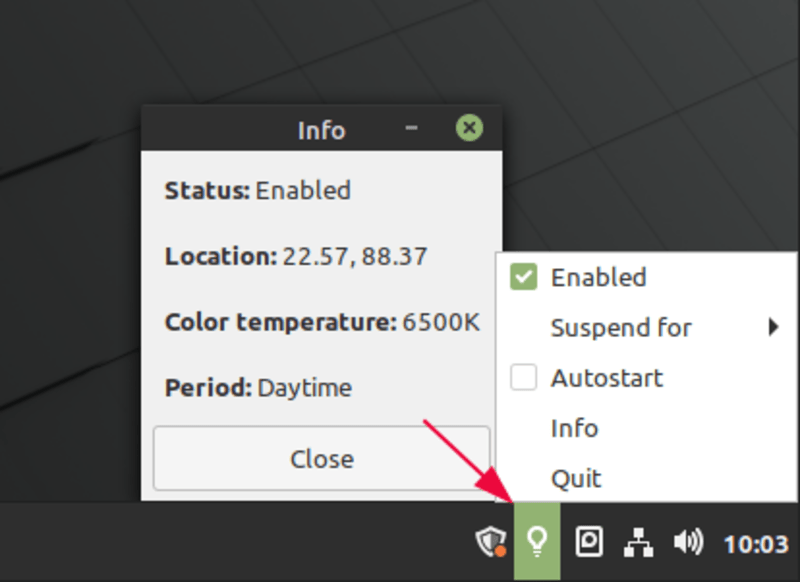 Info
Status: Enabled
Location: 22.57, 88.37
Color temperature: 6500K
Period: Daytime
Close
Enabled
Suspend for
Autostart
Info
Quit
10:03